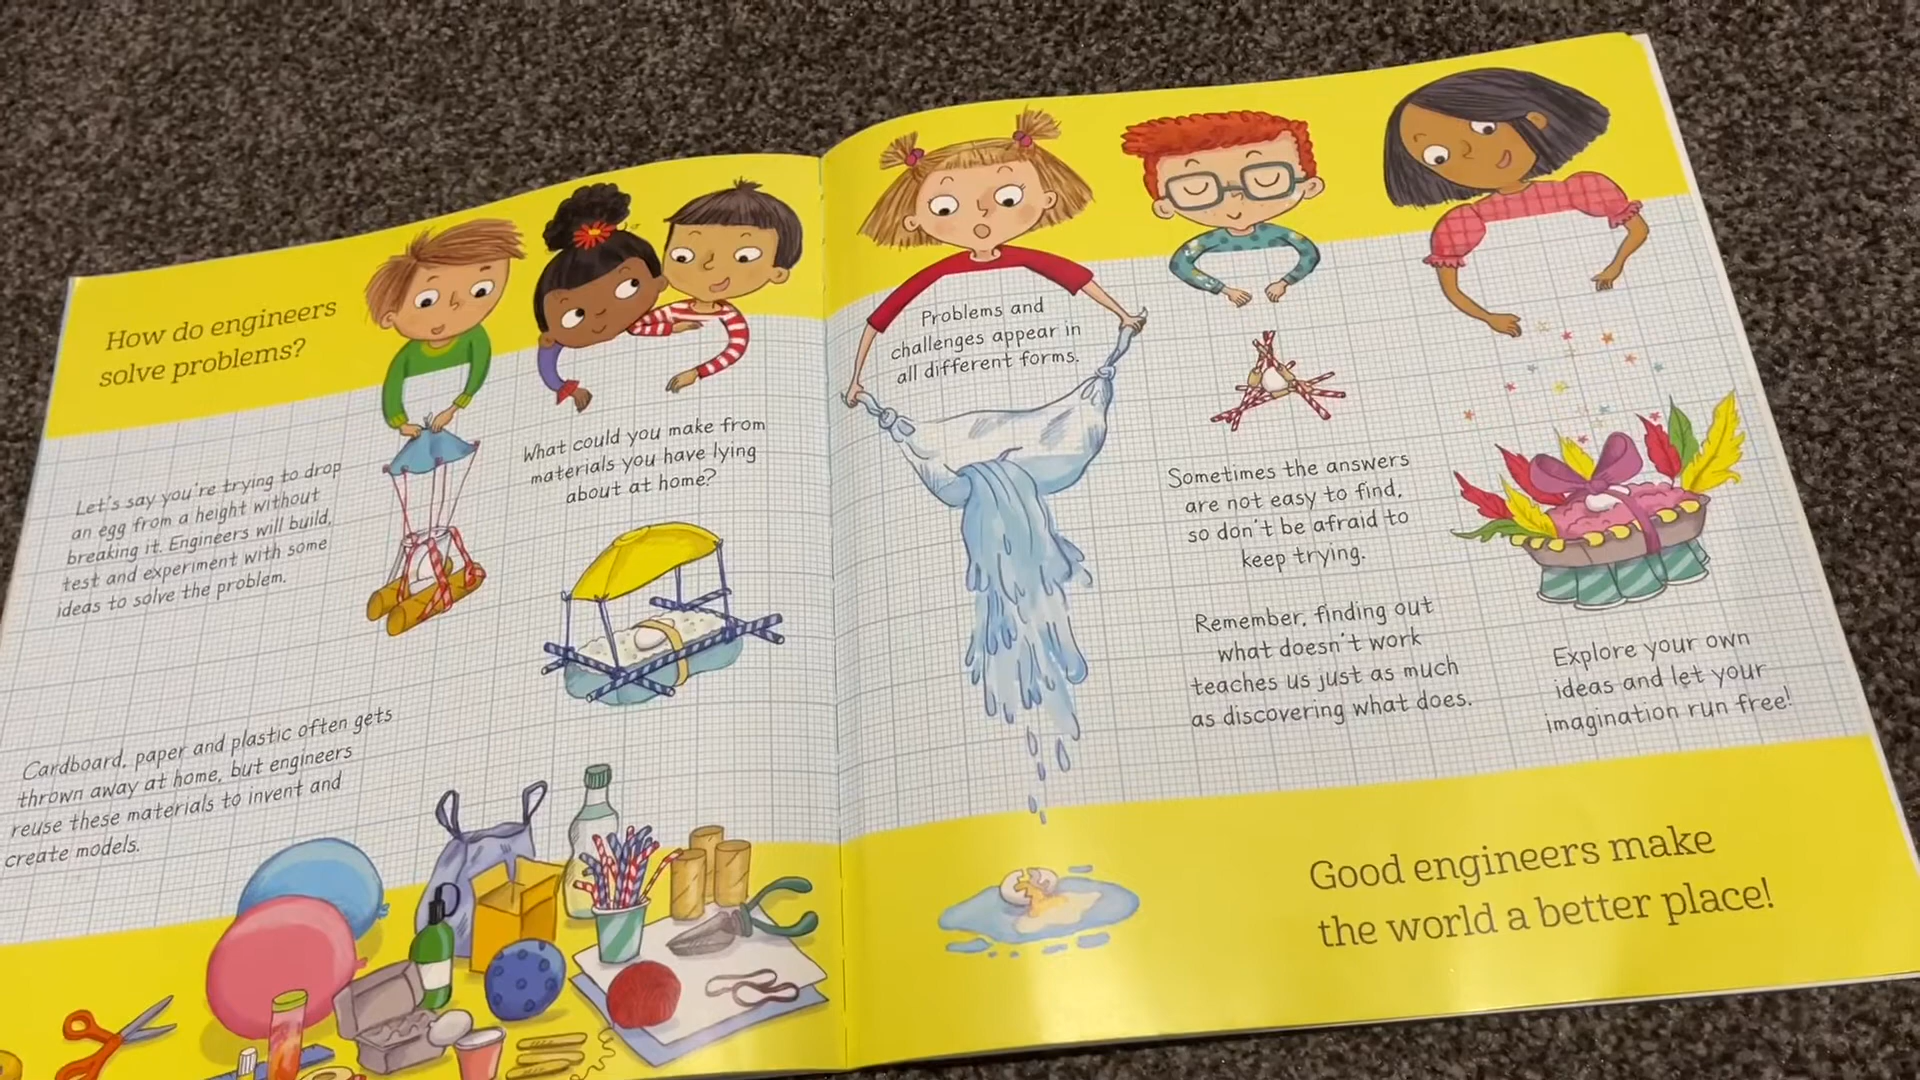 How do engineers
solve problems?
Let's say you're trying to drop
an egg from a height without
breaking it. Engineers will build,
test and experiment with some
ideas to solve the problem.
What could you make from
materials you have lying
about at home?
Cardboard, paper and plastic often gets
thrown away at home, but engineers
reuse these materials to invent and
create models.
Problems and
challenges appear in
all different forms.
Sometimes the answers
are not easy to find,
so don't be afraid to
keep trying.
Remember, finding out
what doesn't work
teaches us just as much
as discovering what does.
Explore your own
ideas and let your
imagination run free!
Good engineers make
the world a better place!